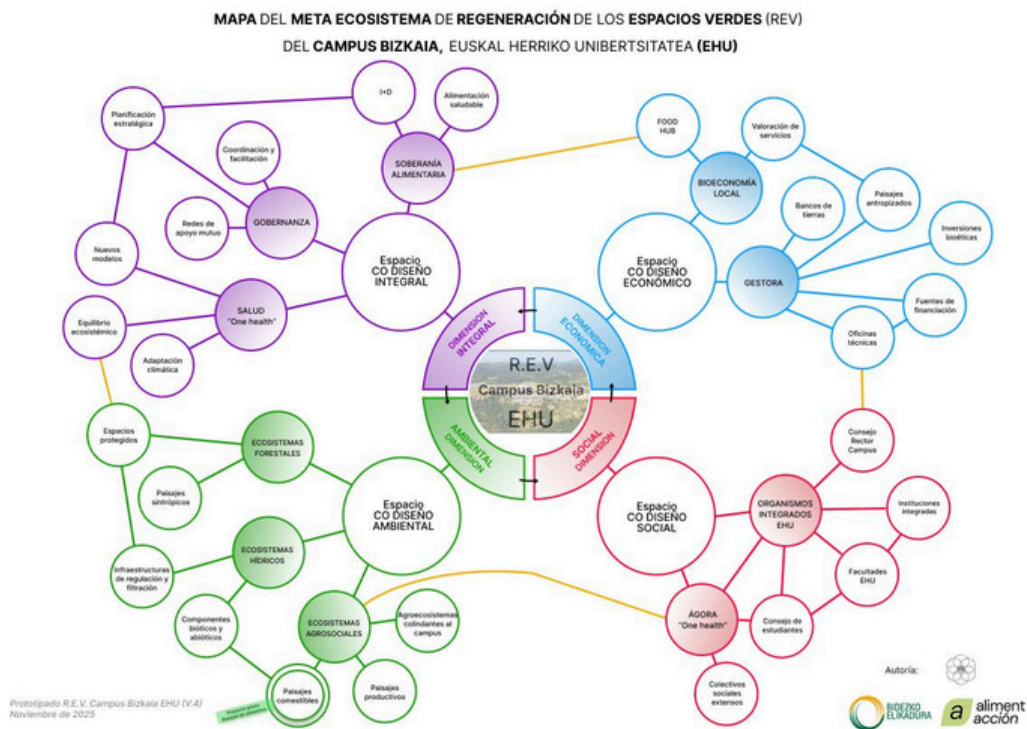 MAPA DEL META ECOSISTEMA DE REGENERACIÓN DE LOS ESPACIOS VERDES (REV)
DEL CAMPUS BIZKAIA, EUSKAL HERRIKO UNIBERTSITATEA (EHU)
Planificación
estratégica
I+D
Alimentación
saludable
Coordinación y
facilitación
SOBERANÍA
ALIMENTARIA
Redes de
apoyo mutuo
GOBERNANZA
Nuevos
modelos
Espacio
CO DISEÑO
INTEGRAL
SALUD
"One health"
Equilibrio
ecosistémico
Adaptación
climática
DIMENSION
INTEGRAL
FOOD
HUB
Valoración de
servicios
BIOECONOMÍA
LOCAL
Paisajes
antropizados
Bancos de
tierras
Inversiones
bioéticas
Espacio
CO DISEÑO
ECONÓMICO
GESTORA
Fuentes de
financiación
Oficinas
técnicas
DIMENSION
ECONOMICA
R.E.V
Campus Bizkaia
EHU
AMBIENTAL
DIMENSION
SOCIAL
DIMENSION
Espacios
protegidos
ECOSISTEMAS
FORESTALES
Paisajes
sintrópicos
Espacio
CO DISEÑO
AMBIENTAL
ECOSISTEMAS
HÍDRICOS
Infraestructuras
de regulación y
filtración
Componentes
bióticos y
abióticos
ECOSISTEMAS
AGROSOCIALES
Agroecosistemas
colindantes al
campus
Paisajes
comestibles
Paisajes
productivos
Consejo
Rector
Campus
Espacio
CO DISEÑO
SOCIAL
ORGANISMOS
INTEGRADOS
EHU
Instituciones
integradas
Facultades
EHU
ÁGORA
"One health"
Consejo de
estudiantes
Colectivos
sociales
extensos
Prototipado R.E.V. Campus Bizkaia EHU (V.4)
Noviembre de 2025
Autoría:
BIDEZKO
ELIKADURA
a aliment
acción